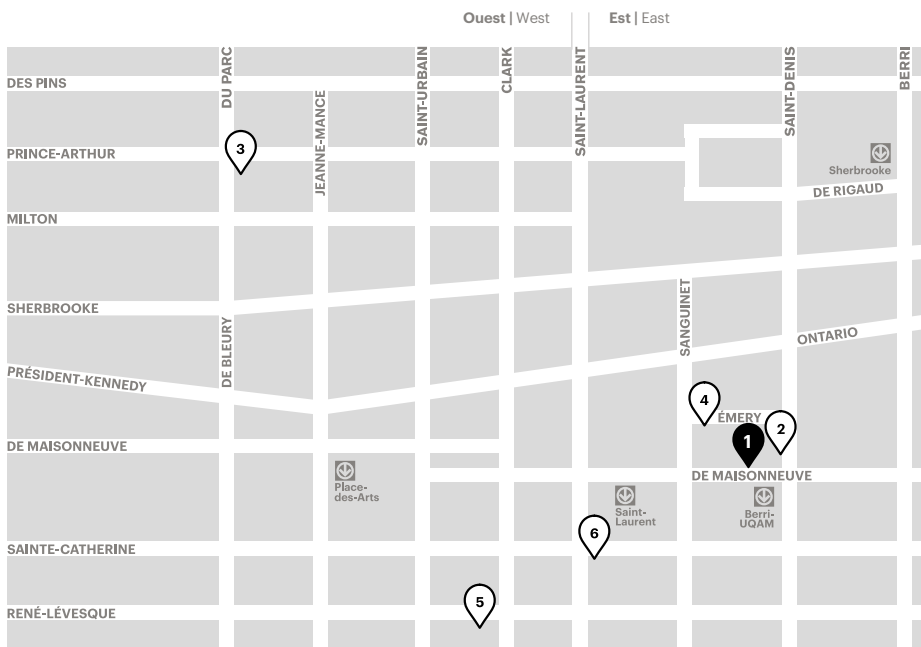 Ouest | West
Est | East
DU PARC
JEANNE-MANCE
SAINT-URBAIN
CLARK
SAINT-LAURENT
SAINT-DENIS
BERRI
DES PINS
3
PRINCE-ARTHUR
Sherbrooke
DE RIGAUD
MILTON
SHERBROOKE
DE BLEURY
SANGUINET
ONTARIO
PRÉSIDENT-KENNEDY
4
ÉMERY
2
1
DE MAISONNEUVE
DE MAISONNEUVE
Place-
des-Arts
Saint-
Laurent
Berri-
UQAM
6
SAINTE-CATHERINE
5
RENÉ-LÉVESQUE